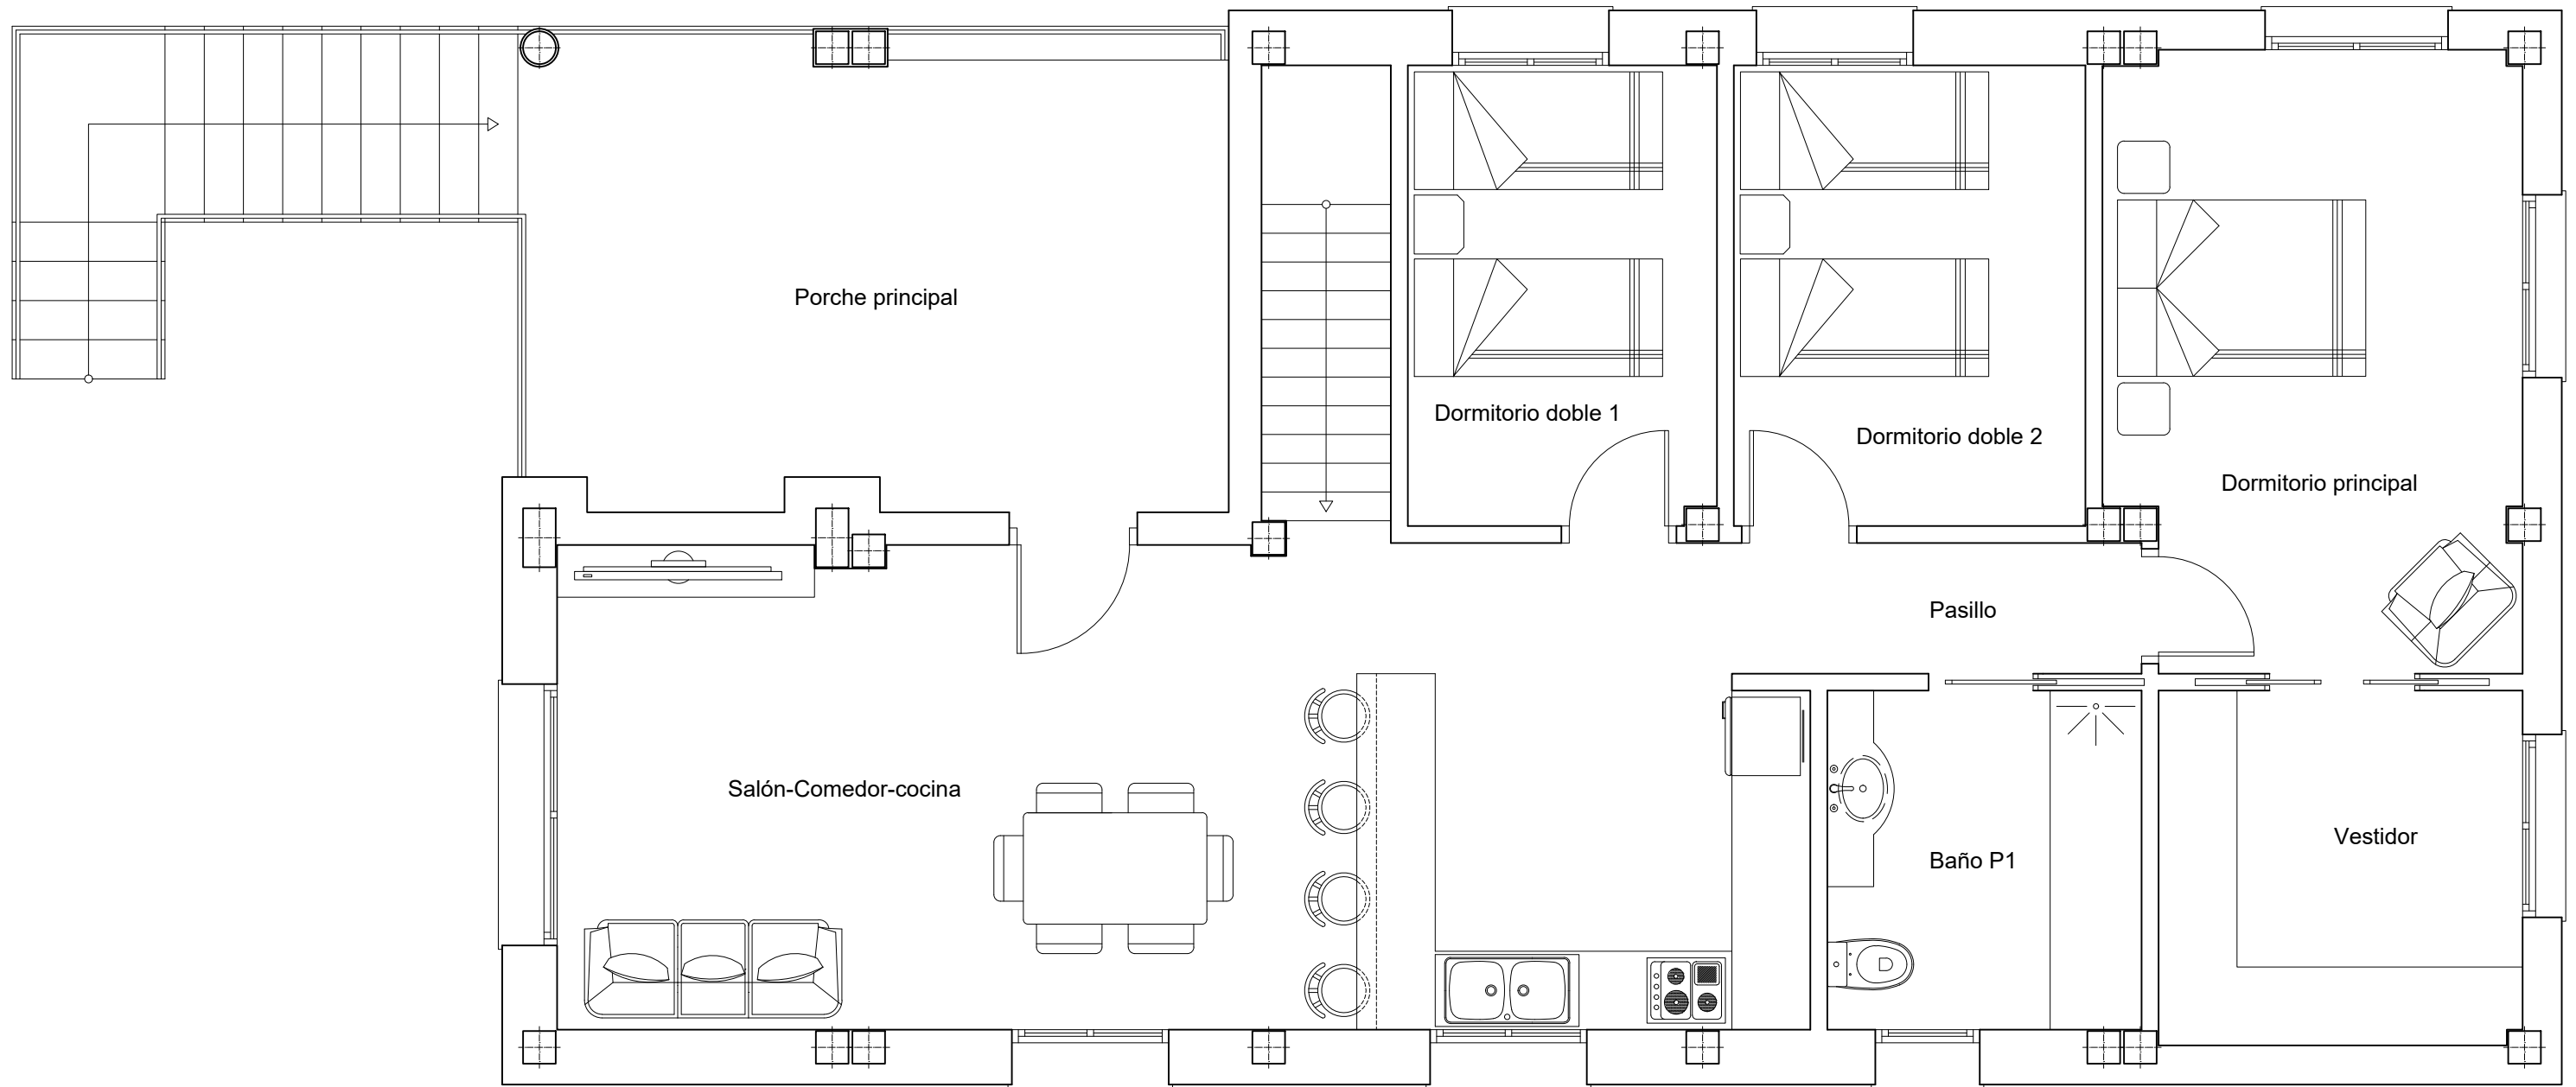 Porche principal
Dormitorio doble 1
Dormitorio doble 2
Dormitorio principal
Pasillo
Salón-Comedor-cocina
Vestidor
Baño P1